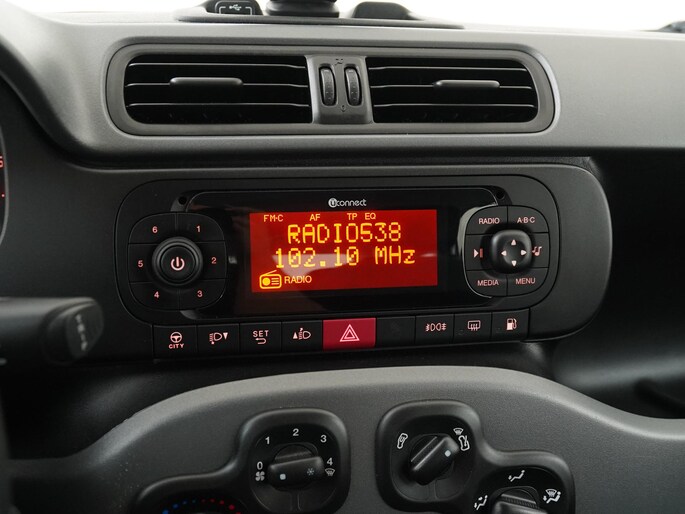 uconnect
FM-C AF TP EQ
RADIO538
102.10 MHz
RADIO
6 1
5 2
4 3
RADIO A·B·C
MEDIA MENU
CITY
SET
0 1 2 3 4